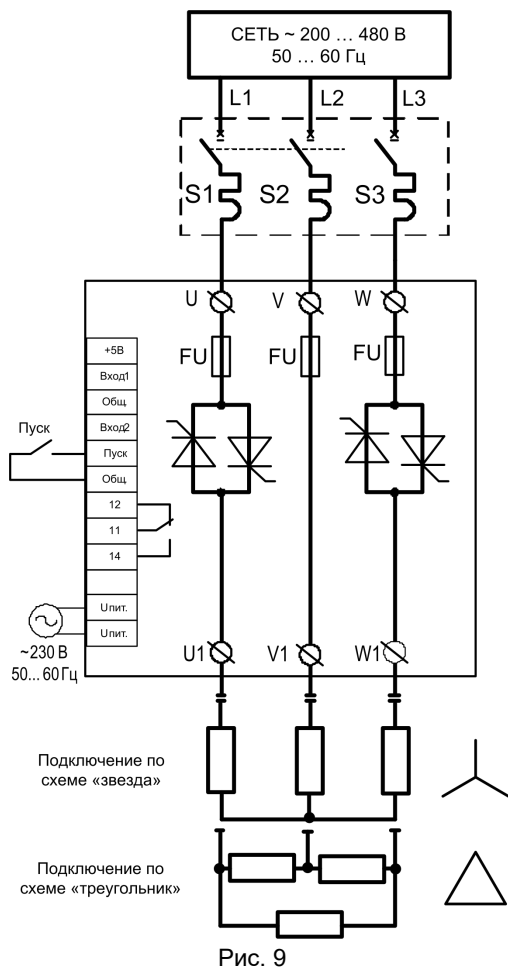 СЕТЬ ~ 200 ... 480 В
50 ... 60 Гц
L1 L2 L3
S1 S2 S3
U V W
FU FU FU
+5В
Вход1
Общ.
Вход2
Пуск
Пуск
Общ.
12
11
14
Uпит.
Uпит.
~230 В
50... 60 Гц
U1 V1 W1
Подключение по
схеме «звезда»
Подключение по
схеме «треугольник»
Рис. 9